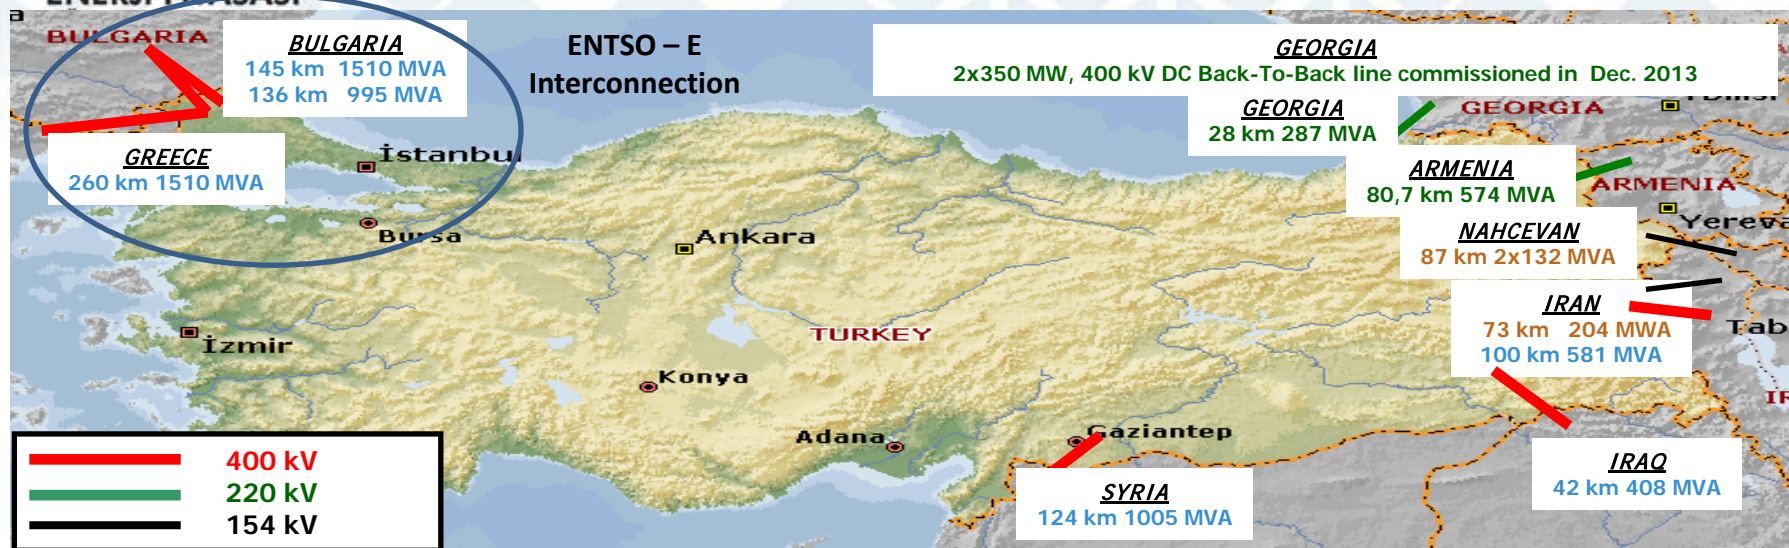 BULGARIA
BULGARIA
145 km 1510 MVA
136 km 995 MVA
ENTSO – E
Interconnection
GEORGIA
2x350 MW, 400 kV DC Back-To-Back line commissioned in Dec. 2013
GEORGIA
28 km 287 MVA
GEORGIA
GREECE
260 km 1510 MVA
İstanbul
ARMENIA
80,7 km 574 MVA
ARMENIA
Bursa
Ankara
NAHCEVAN
87 km 2x132 MVA
IRAN
73 km 204 MWA
100 km 581 MVA
TURKEY
İzmir
Konya
Adana
Gaziantep
400 kV
220 kV
154 kV
SYRIA
124 km 1005 MVA
IRAQ
42 km 408 MVA